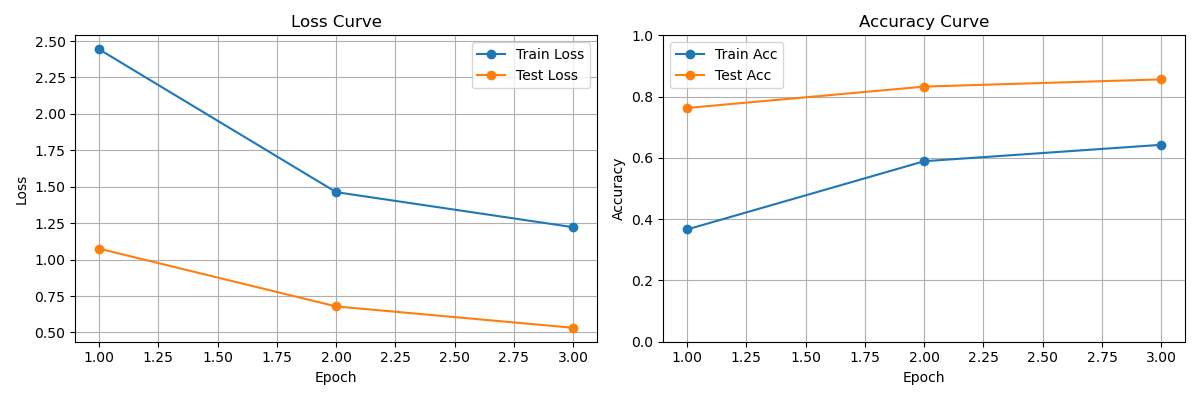 Loss Curve
2.50
2.25
2.00
1.75
1.50
1.25
1.00
0.75
0.50
Loss
Train Loss
Test Loss
1.00 1.25 1.50 1.75 2.00 2.25 2.50 2.75 3.00
Epoch
Accuracy Curve
1.0
0.8
0.6
0.4
0.2
0.0
Accuracy
Train Acc
Test Acc
1.00 1.25 1.50 1.75 2.00 2.25 2.50 2.75 3.00
Epoch